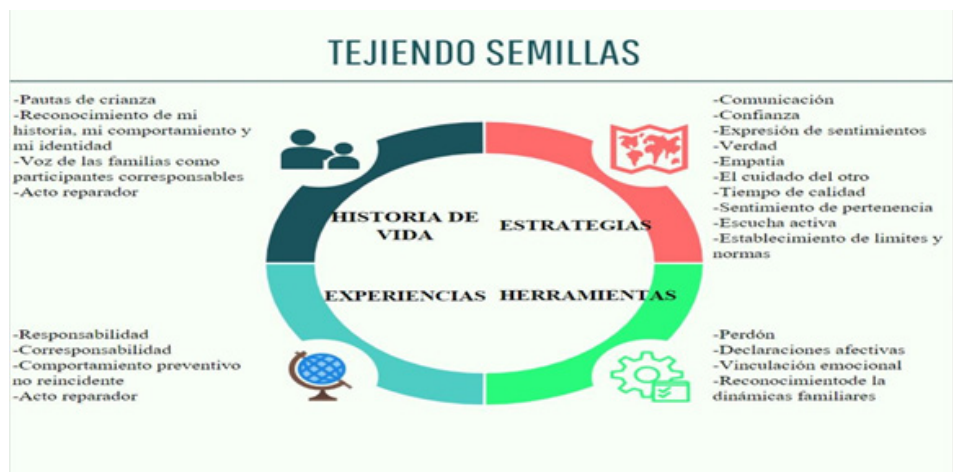 TEJIENDO SEMILLAS
-Pautas de crianza
-Reconocimiento de mi
historia, mi comportamiento y
mi identidad
-Voz de las familias como
participantes corresponsables
-Acto reparador
-Comunicación
-Confianza
-Expresión de sentimientos
-Verdad
-Empatia
-El cuidado del otro
-Tiempo de calidad
-Sentimiento de pertenencia
-Escucha activa
-Establecimiento de limites y
normas
HISTORIA DE
VIDA
ESTRATEGIAS
EXPERIENCIAS
HERRAMIENTAS
-Responsabilidad
-Corresponsabilidad
-Comportamiento preventivo
no reincidente
-Acto reparador
-Perdón
-Declaraciones afectivas
-Vinculación emocional
-Reconocimientode la
dinámicas familiares